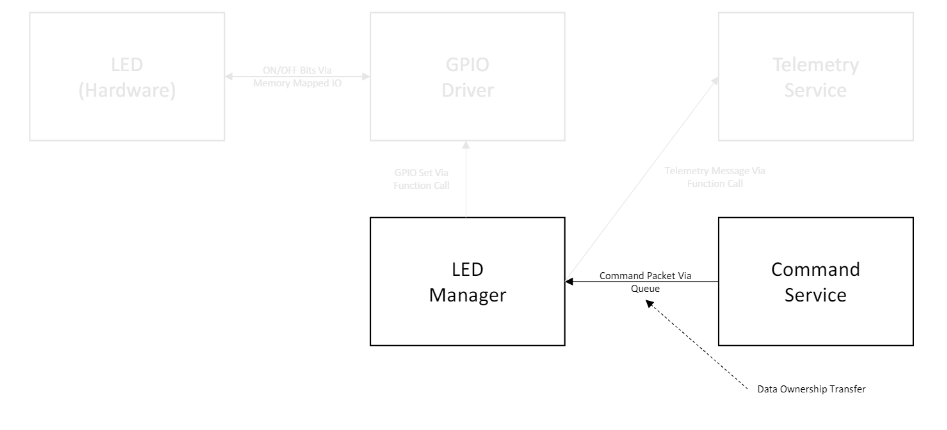 LED
(Hardware)
ON/OFF Bits Via
Memory Mapped IO
GPIO
Driver
Telemetry
Service
GPIO Set Via
Function Call
Telemetry Message Via
Function Call
LED
Manager
Command Packet Via
Queue
Command
Service
Data Ownership Transfer